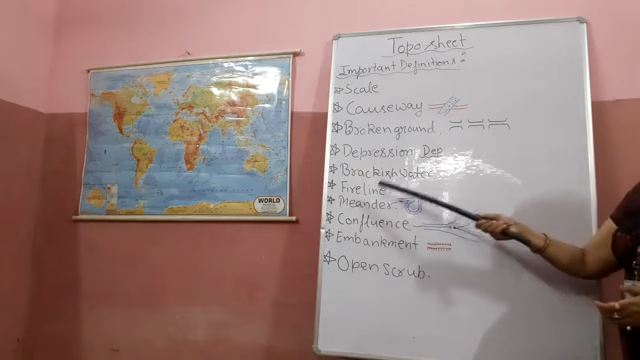 WORLD
Topo sheet
Important Definitions:
Scale
Causeway
Broken ground.
Depression Dep
Brackish Water
Fireline
Meander.
Confluence
Embankment
Open scrub.